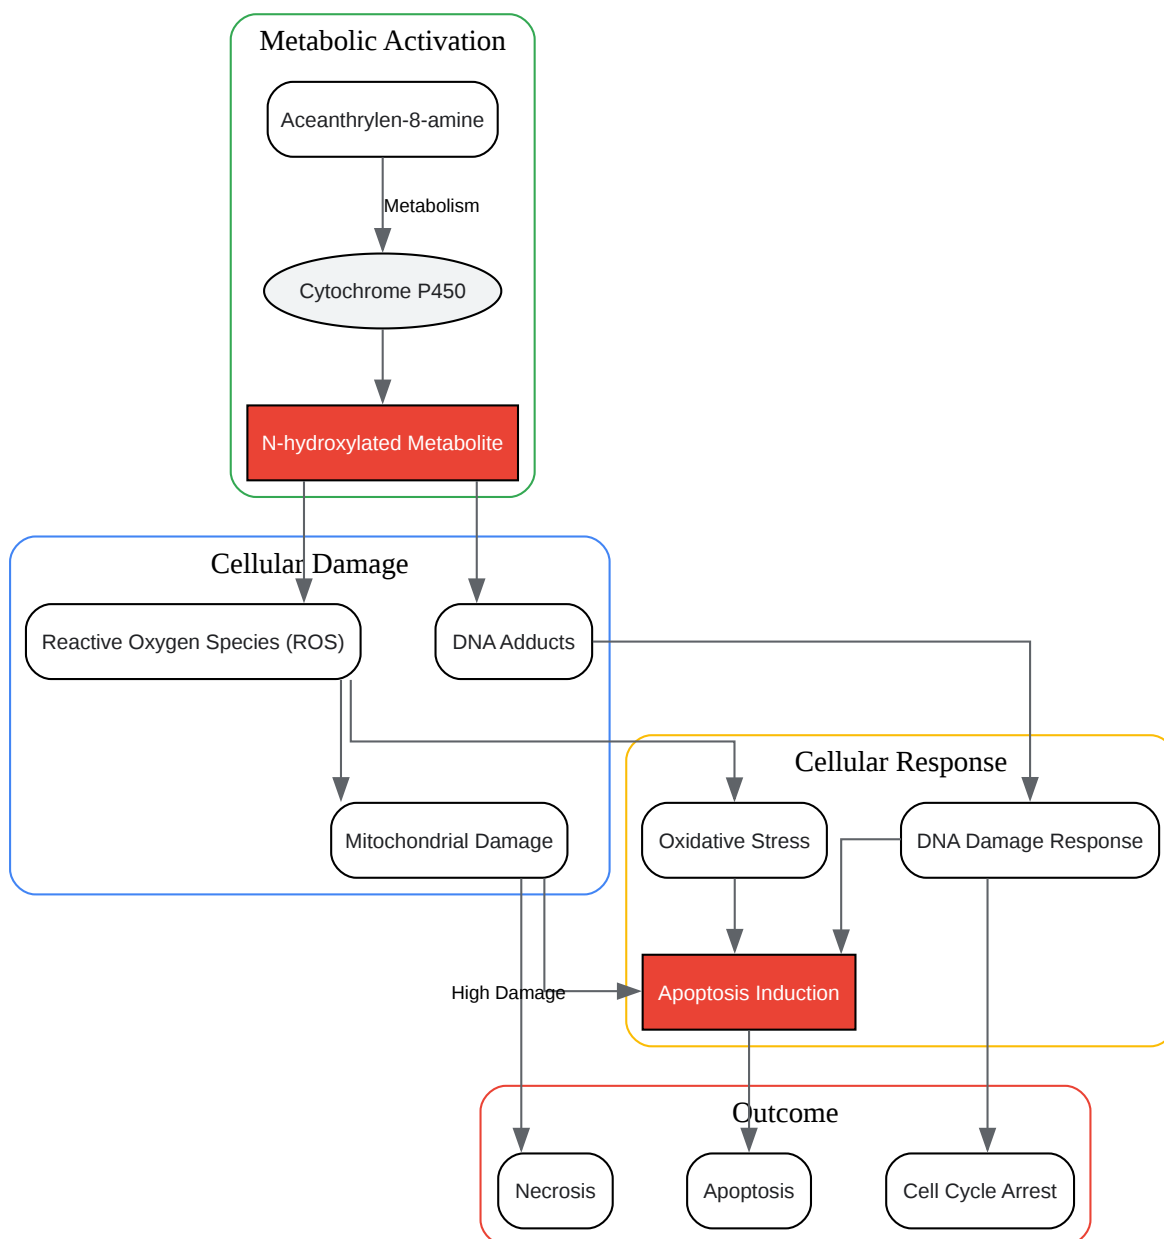 Metabolic Activation
Aceanthrylen-8-amine
Metabolism
Cytochrome P450
N-hydroxylated Metabolite
Cellular Damage
Reactive Oxygen Species (ROS)
DNA Adducts
Cellular Response
Mitochondrial Damage
Oxidative Stress
DNA Damage Response
High Damage
Apoptosis Induction
Outcome
Necrosis
Apoptosis
Cell Cycle Arrest